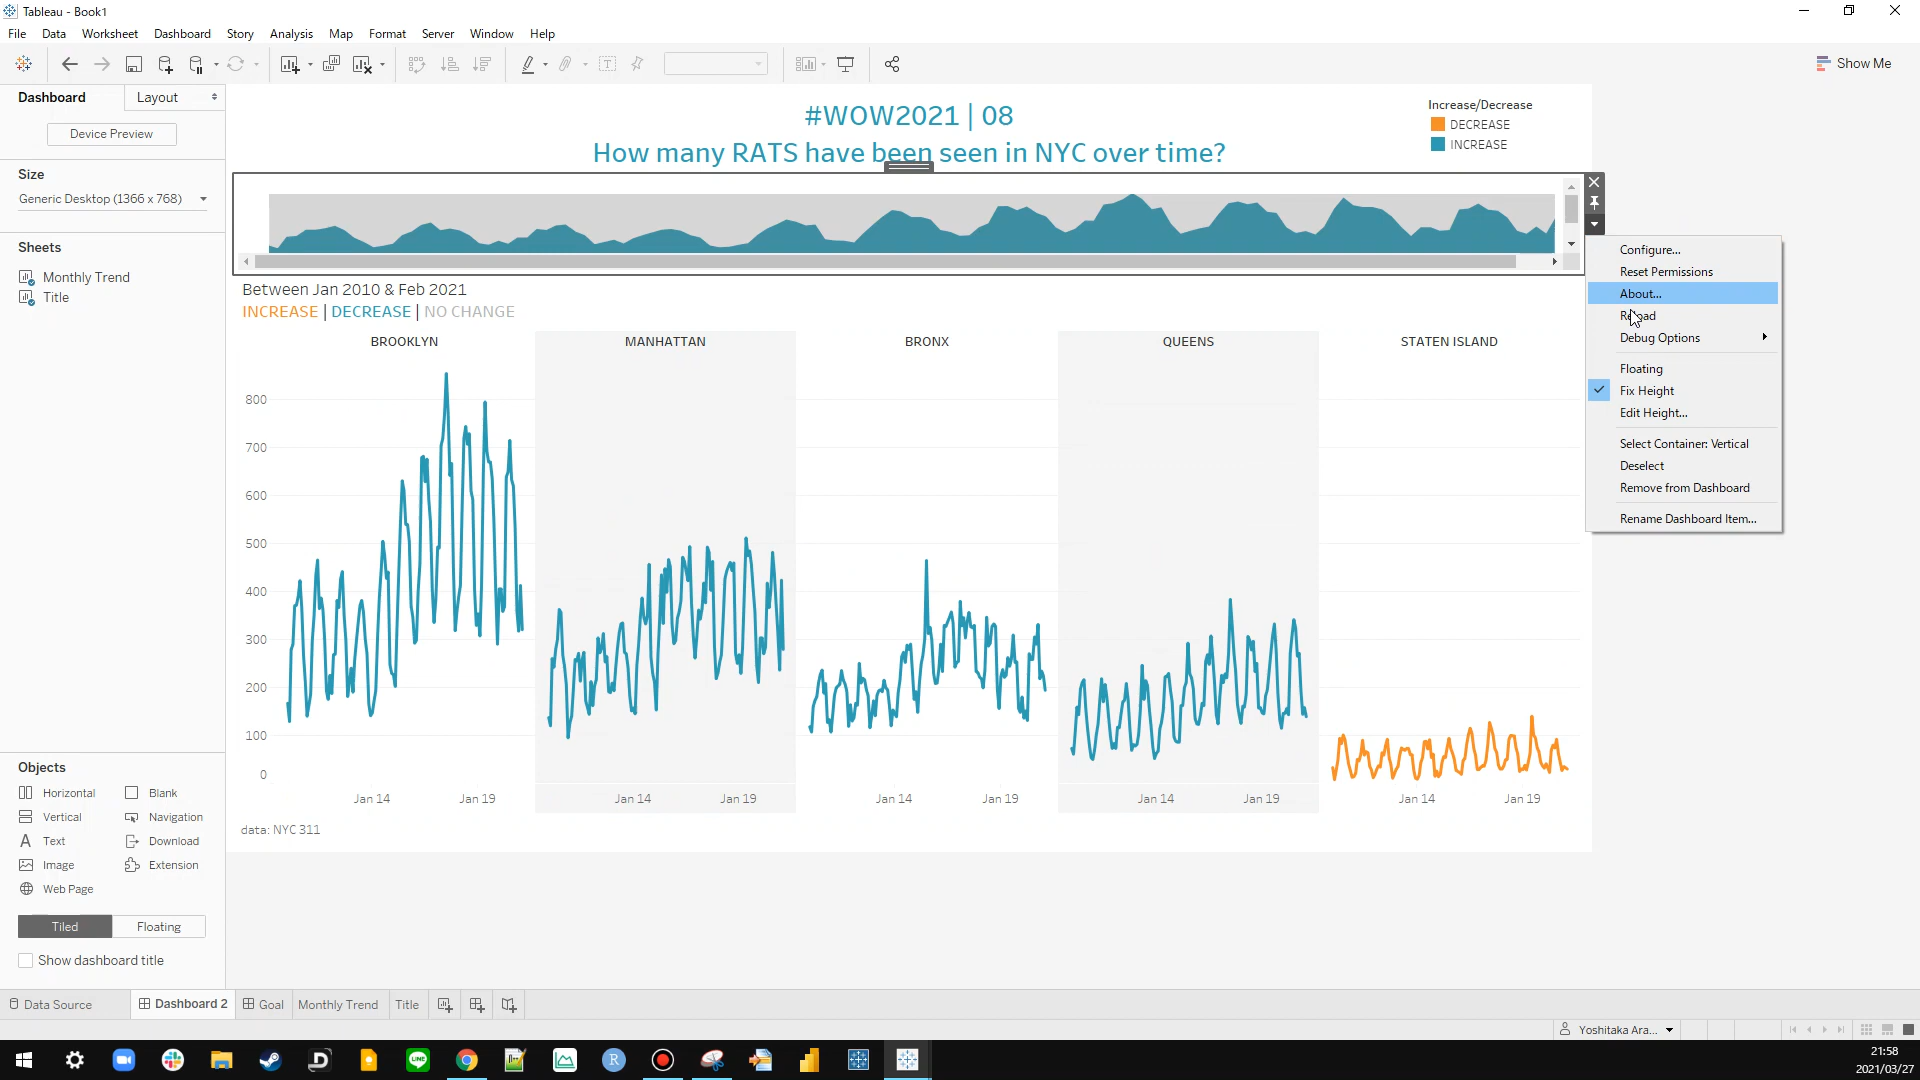 Tableau - Book1
File Data Worksheet Dashboard Story Analysis Map Format Server Window Help
Show Me
Dashboard Layout
Device Preview
Size
Generic Desktop (1366 x 768)
Sheets
Monthly Trend
Title
#WOW2021 | 08
How many RATS have been seen in NYC over time?
Increase/Decrease
DECREASE
INCREASE
Configure...
Reset Permissions
About...
Reload
Debug Options
Floating
Fix Height
Edit Height...
Select Container: Vertical
Deselect
Remove from Dashboard
Rename Dashboard Item...
Between Jan 2010 & Feb 2021
INCREASE | DECREASE | NO CHANGE
BROOKLYN MANHATTAN BRONX QUEENS STATEN ISLAND
800
700
600
500
400
300
200
100
0
Jan 14 Jan 19 Jan 14 Jan 19 Jan 14 Jan 19 Jan 14 Jan 19 Jan 14 Jan 19
data: NYC 311
Objects
Horizontal Blank
Vertical Navigation
A Text Download
Image Extension
Web Page
Tiled Floating
Show dashboard title
Data Source Dashboard 2 Goal Monthly Trend Title
Yoshitaka Ara...
LINE
R
21:58
2021/03/27